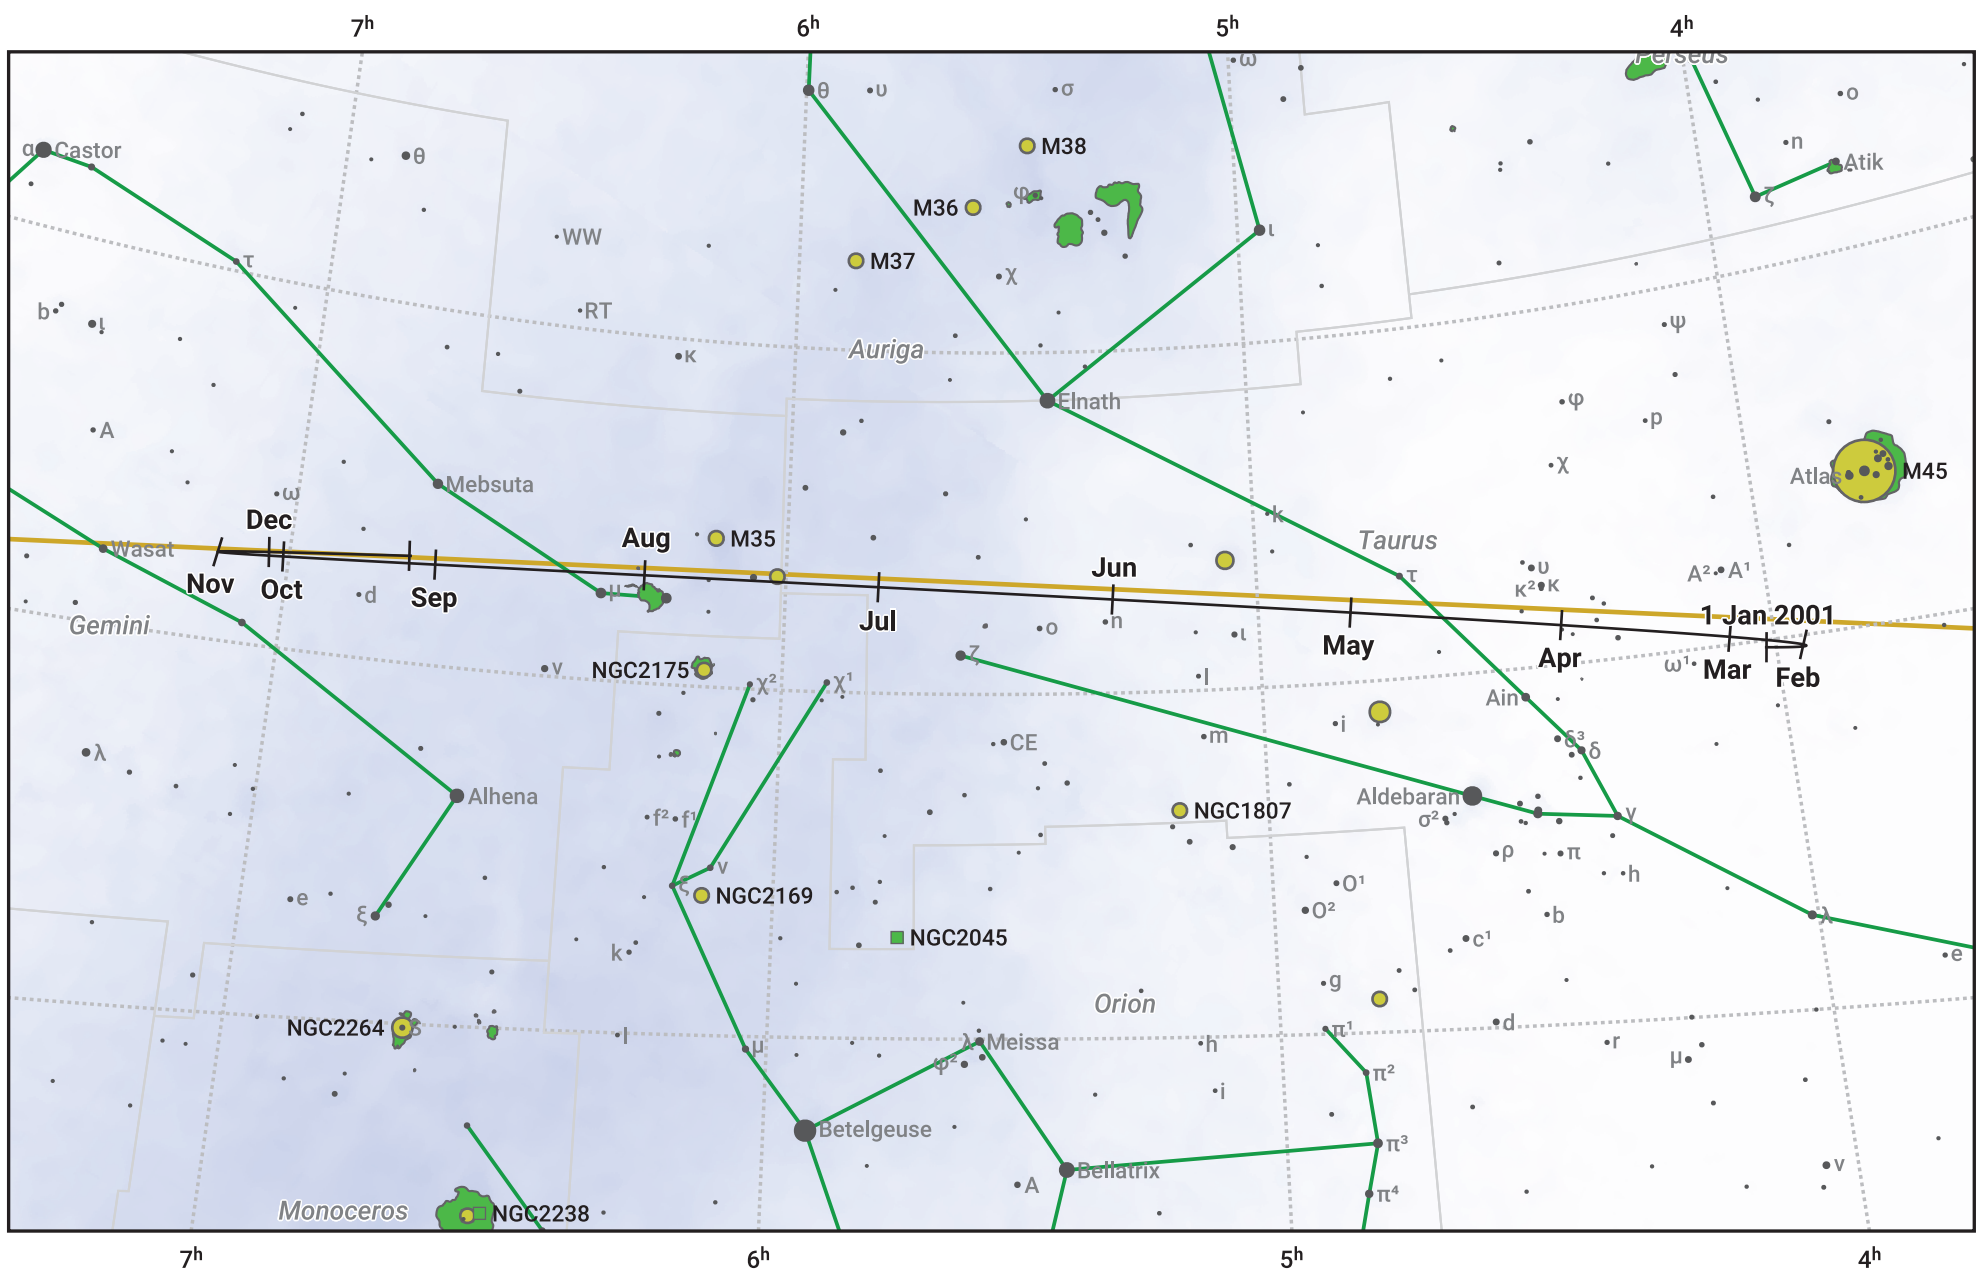 7ʰ 6ʰ 5ʰ 4ʰ
Perseus
ω
θ υ σ ο
α Castor θ M38 n Atik
M36 φ ζ
WW ι
τ M37 χ
b ι RT ψ
κ Auriga
Elnath φ
A p
χ Atlas M45
Mebsuta
ω k
Dec
Wasat Aug M35 Taurus
τ υ A² A¹
Nov Oct d Sep μ Jun κ² κ
Gemini Jul ο n ι May 1 Jan 2001
ν NGC2175 ζ Apr ω¹ Mar Feb
χ² χ¹ l Ain
λ CE m i δ³ δ
Alhena f² f¹ NGC1807 Aldebaran σ² γ
ν ρ π h
e ξ ξ NGC2169 O¹
O² b λ
k NGC2045 c¹ e
g
Orion
NGC2264 S l μ λ Meissa h π¹ d r
φ² i π² μ
Betelgeuse π³
A Bellatrix ν
π⁴
Monoceros NGC2238
7ʰ 6ʰ 5ʰ 4ʰ